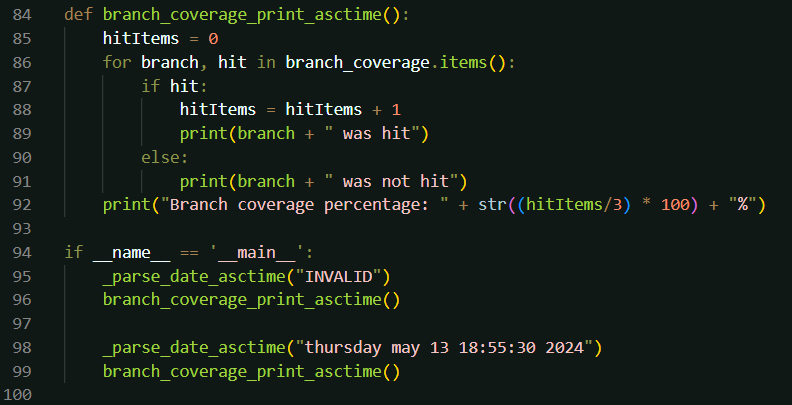 84 def branch_coverage_print_asctime():
85     hitItems = 0
86     for branch, hit in branch_coverage.items():
87         if hit:
88             hitItems = hitItems + 1
89             print(branch + " was hit")
90         else:
91             print(branch + " was not hit")
92     print("Branch coverage percentage: " + str((hitItems/3) * 100) + "%")
93
94 if __name__ == '__main__':
95     _parse_date_asctime("INVALID")
96     branch_coverage_print_asctime()
97
98     _parse_date_asctime("thursday may 13 18:55:30 2024")
99     branch_coverage_print_asctime()
100